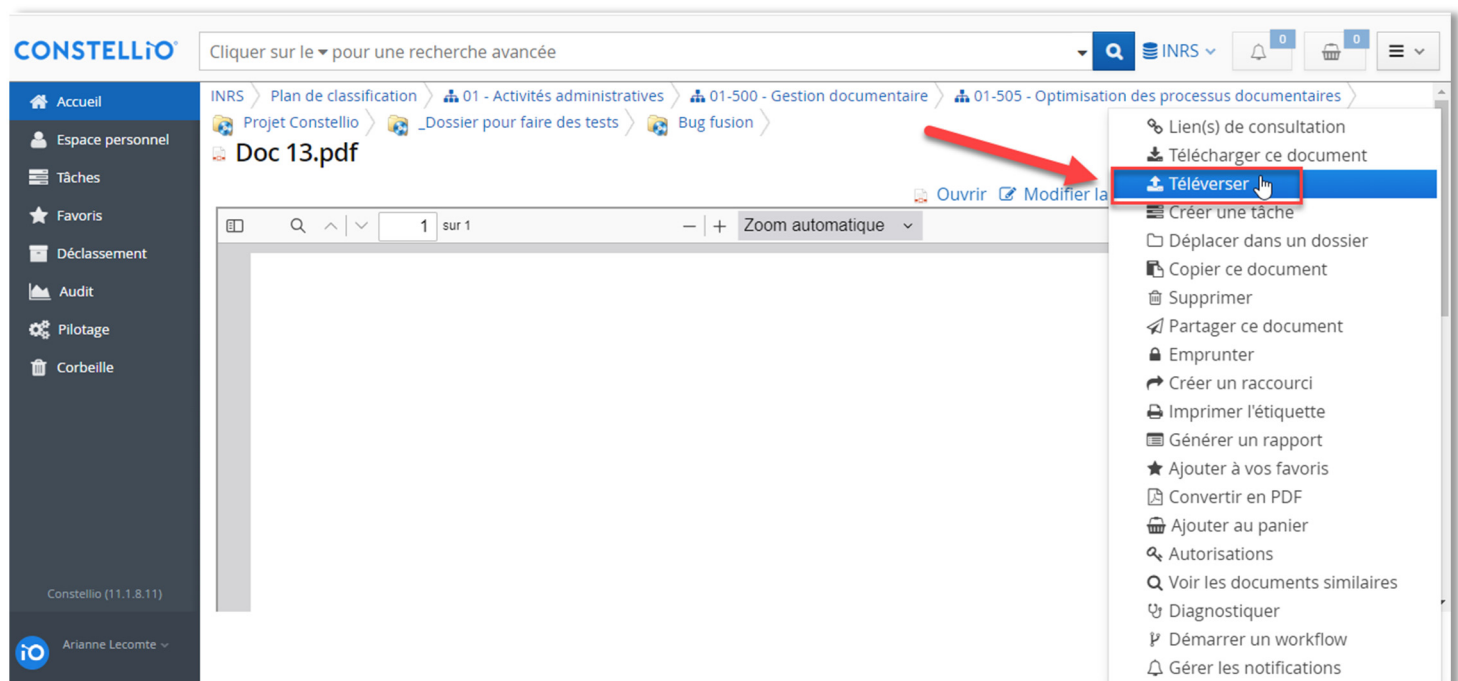 CONSTELLiO
Cliquer sur le ▾ pour une recherche avancée
INRS
0
0
Accueil
Espace personnel
Tâches
Favoris
Déclassement
Audit
Pilotage
Corbeille
Constellio (11.1.8.11)
Arianne Lecomte
iO
INRS Plan de classification 01 - Activités administratives 01-500 - Gestion documentaire 01-505 - Optimisation des processus documentaires
Projet Constellio _Dossier pour faire des tests Bug fusion
Doc 13.pdf
Ouvrir Modifier la
1 sur 1 Zoom automatique
Lien(s) de consultation
Télécharger ce document
Téléverser
Créer une tâche
Déplacer dans un dossier
Copier ce document
Supprimer
Partager ce document
Emprunter
Créer un raccourci
Imprimer l'étiquette
Générer un rapport
Ajouter à vos favoris
Convertir en PDF
Ajouter au panier
Autorisations
Voir les documents similaires
Diagnostiquer
Démarrer un workflow
Gérer les notifications